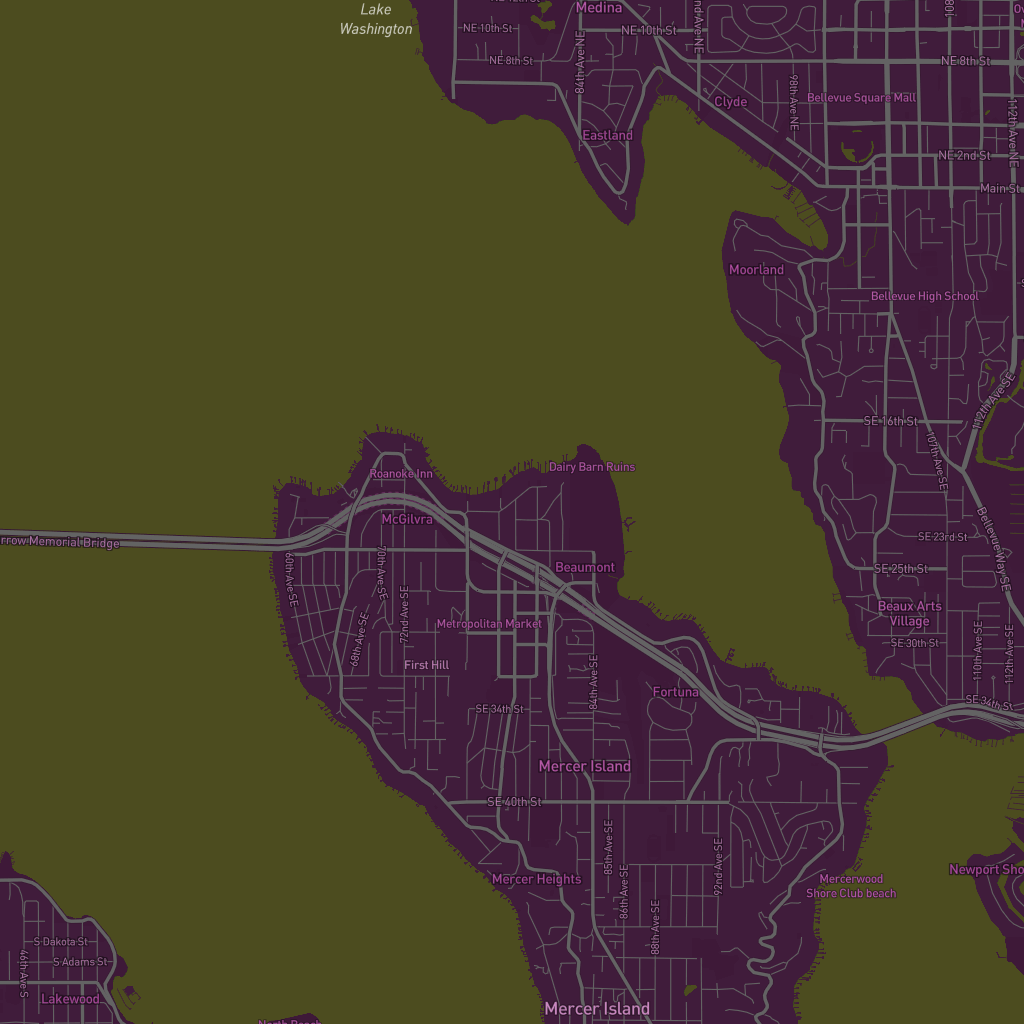 Lake
Washington
Medina
NE 10th St
NE 10th St
NE 8th St
84th Ave NE
NE 8th St
98th Ave NE
Clyde
Bellevue Square Mall
112th Ave NE
Eastland
NE 2nd St
Main St
Moorland
Bellevue High School
112th Ave SE
SE 16th St
107th Ave SE
Dairy Barn Ruins
Roanoke Inn
McGilvra
Bellevue Way SE
SE 23rd St
Memorial Bridge
60th Ave SE
70th Ave SE
72nd Ave SE
68th Ave SE
Beaumont
SE 25th St
Beaux Arts
Village
Metropolitan Market
First Hill
SE 30th St
110th Ave SE
112th Ave SE
84th Ave SE
Fortuna
SE 34th St
SE 34th St
Mercer Island
SE 40th St
85th Ave SE
86th Ave SE
88th Ave SE
92nd Ave SE
Mercer Heights
Mercerwood
Shore Club beach
Newport Sho
S Dakota St
S Adams St
46th Ave S
Lakewood
Mercer Island